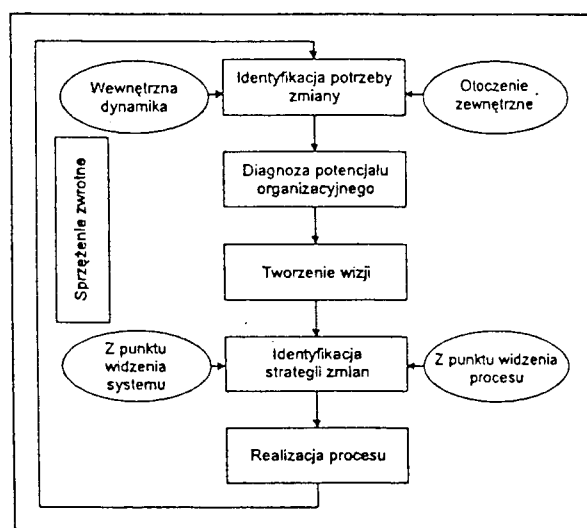 Identyfikacja potrzeby
zmiany
Wewnętrzna
dynamika
Otoczenie
zewnętrzne
Diagnoza potencjału
organizacyjnego
Sprzężenie zwrotne
Tworzenie wizji
Z punktu
widzenia
systemu
Identyfikacja
strategii zmian
Z punktu widzenia
procesu
Realizacja procesu